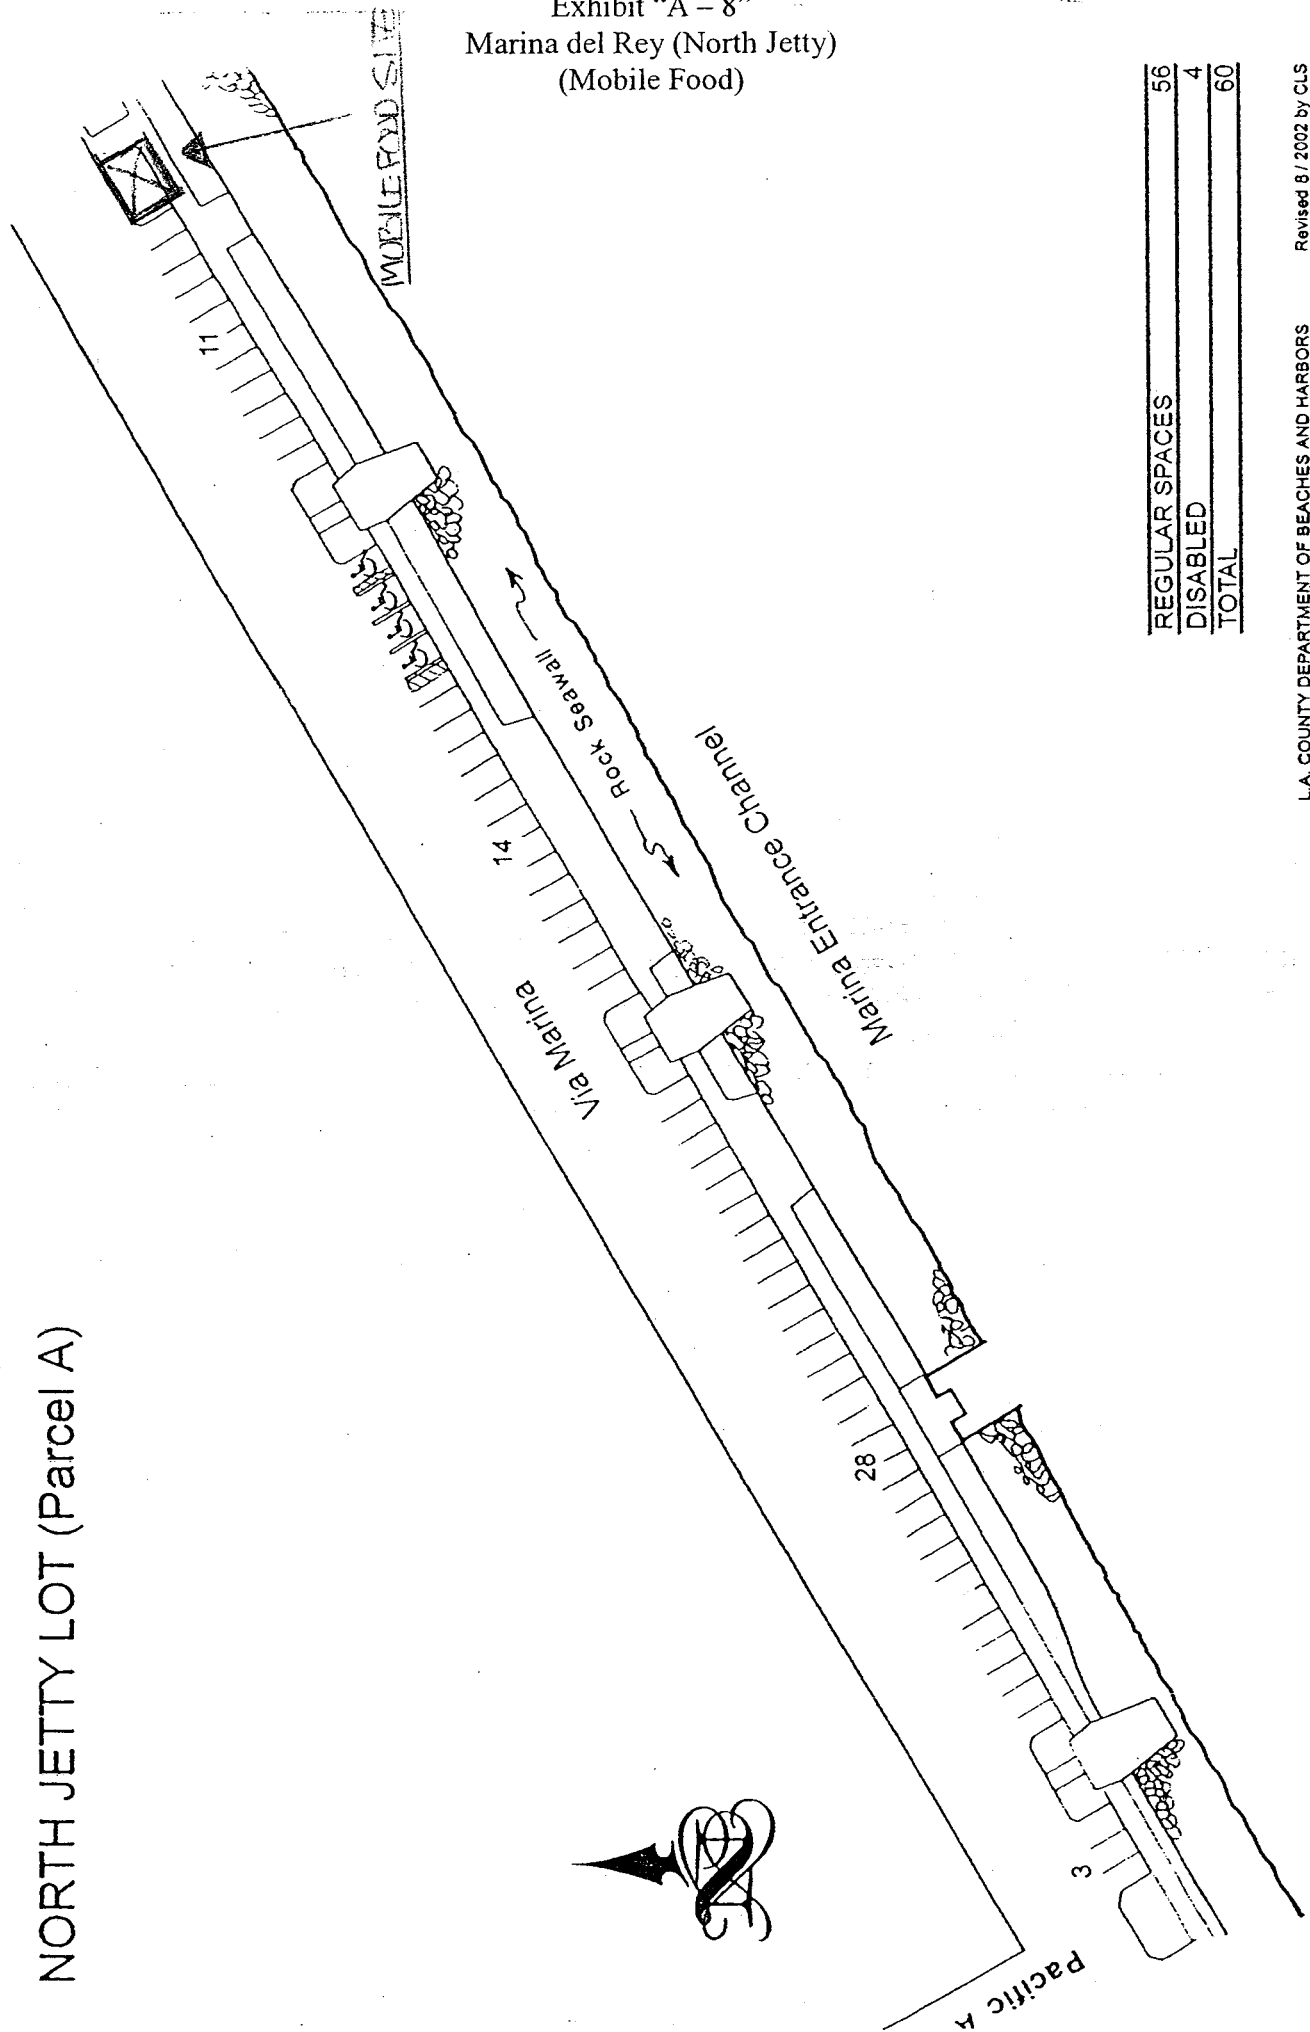 Exhibit "A – 8"
Marina del Rey (North Jetty)
(Mobile Food)
NORTH JETTY LOT (Parcel A)
MOBILE FOOD SITE
11
14
28
3
Rock Seawall
Marina Entrance Channel
Via Marina
Pacific A
REGULAR SPACES 56
DISABLED 4
TOTAL 60
L.A. COUNTY DEPARTMENT OF BEACHES AND HARBORS Revised 8 / 2002 by CLS